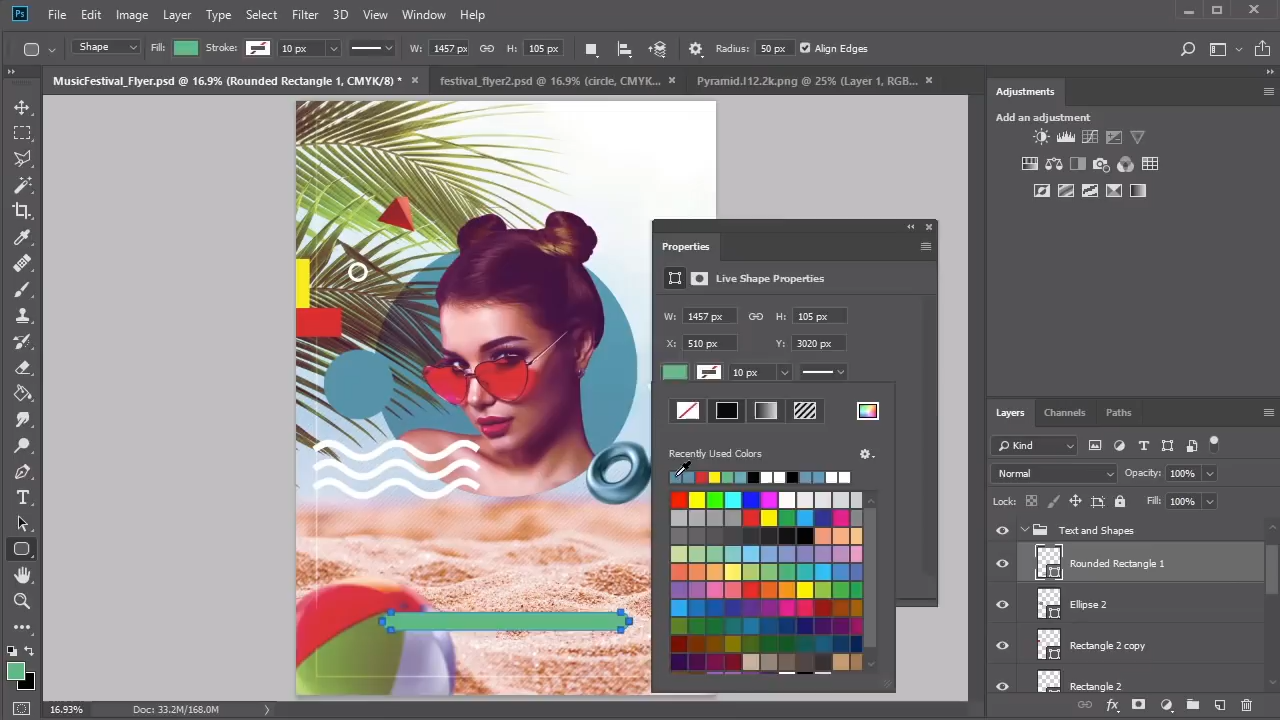 Ps File Edit Image Layer Type Select Filter 3D View Window Help
Shape Fill: Stroke: 10 px W: 1457 px H: 105 px Radius: 50 px Align Edges
MusicFestival_Flyer.psd @ 16.9% (Rounded Rectangle 1, CMYK/8) * festival_flyer2.psd @ 16.9% (circle, CMYK... Pyramid.I12.2k.png @ 25% (Layer 1, RGB...
Adjustments
Add an adjustment
Properties
Live Shape Properties
W: 1457 px H: 105 px
X: 510 px Y: 3020 px
10 px
Recently Used Colors
Layers Channels Paths
Kind
Normal Opacity: 100%
Lock: Fill: 100%
Text and Shapes
Rounded Rectangle 1
Ellipse 2
Rectangle 2 copy
Rectangle 2
16.93% Doc: 33.2M/168.0M